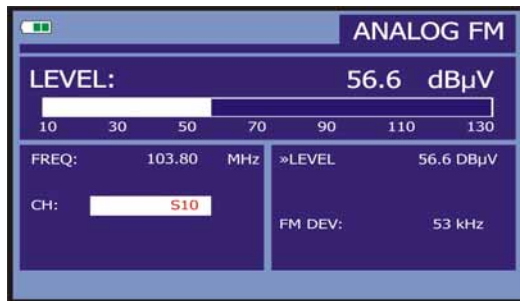 ANALOG FM
LEVEL: 56.6 dBµV
10 30 50 70 90 110 130
FREQ: 103.80 MHz
CH: S10
»LEVEL 56.6 DBµV
FM DEV: 53 kHz